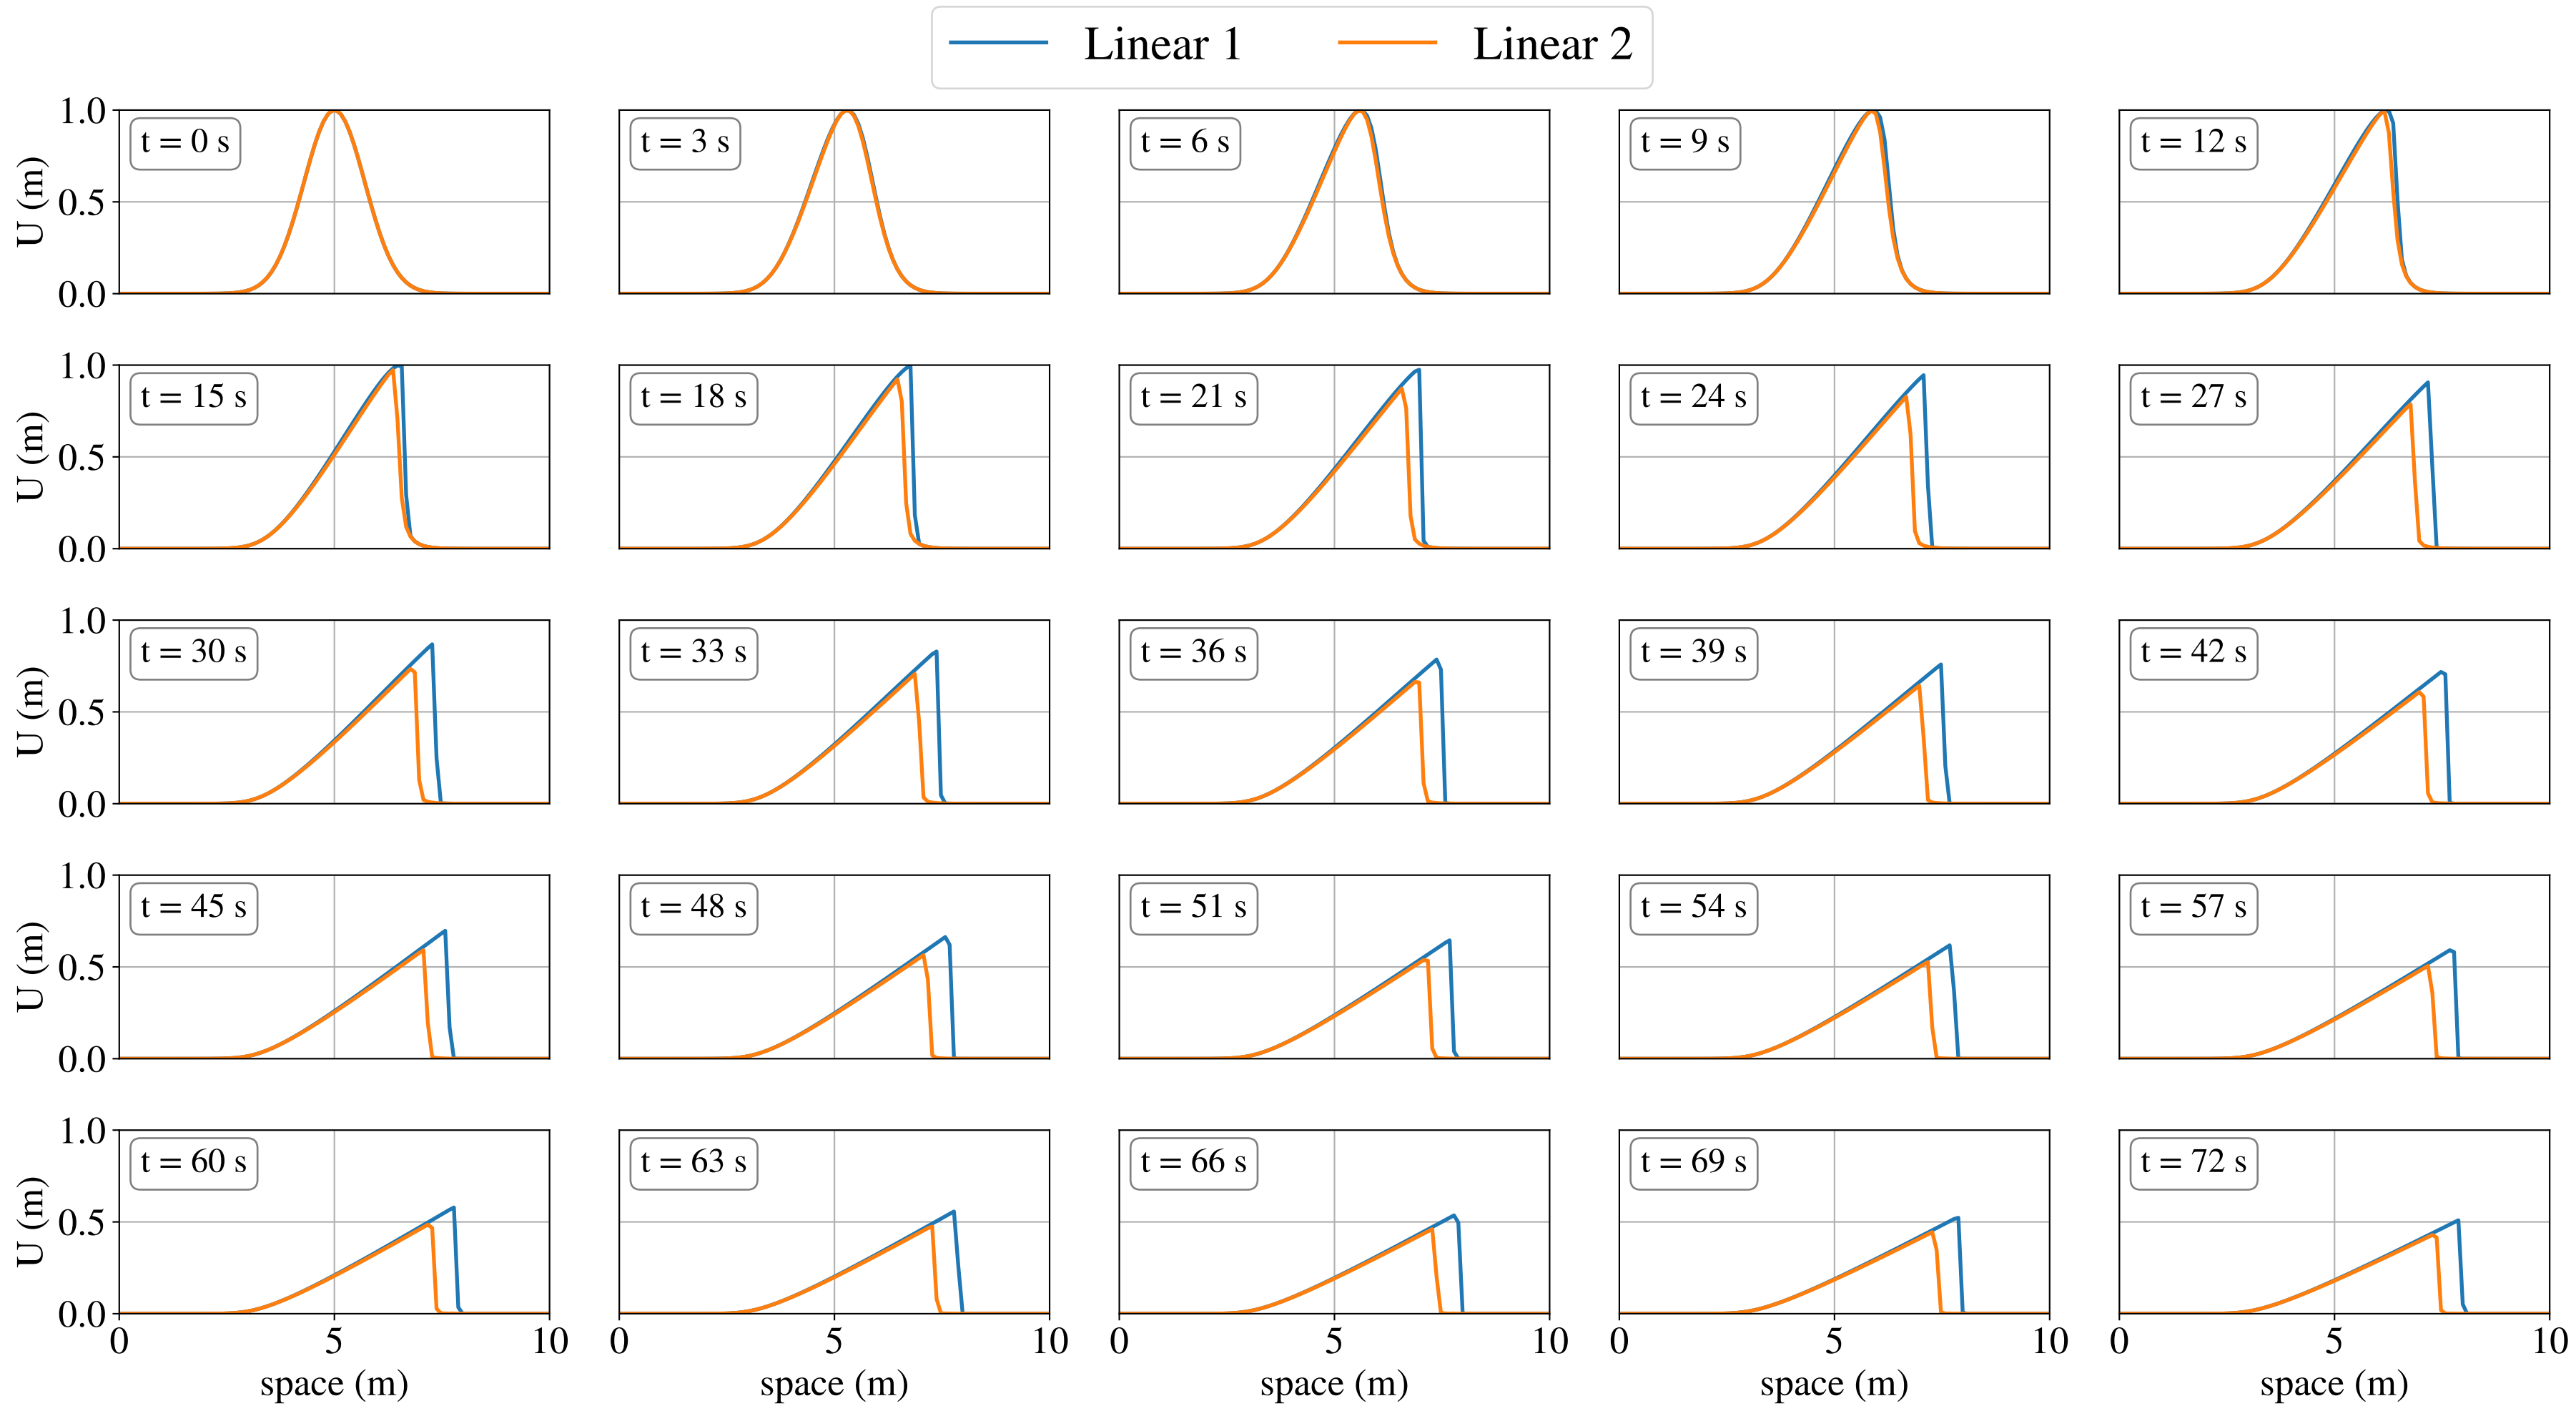 Linear 1 Linear 2
1.0
0.5
0.0
U (m)
t = 0 s
t = 3 s
t = 6 s
t = 9 s
t = 12 s
1.0
0.5
0.0
U (m)
t = 15 s
t = 18 s
t = 21 s
t = 24 s
t = 27 s
1.0
0.5
0.0
U (m)
t = 30 s
t = 33 s
t = 36 s
t = 39 s
t = 42 s
1.0
0.5
0.0
U (m)
t = 45 s
t = 48 s
t = 51 s
t = 54 s
t = 57 s
1.0
0.5
0.0
U (m)
t = 60 s
t = 63 s
t = 66 s
t = 69 s
t = 72 s
0 5 10
0 5 10
0 5 10
0 5 10
0 5 10
space (m)
space (m)
space (m)
space (m)
space (m)